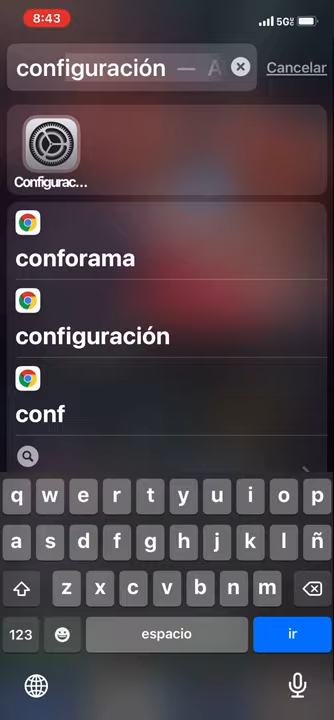 8:43
5G
configuración — A
Cancelar
Configurac...
conforama
configuración
conf
q w e r t y u i o p
a s d f g h j k l ñ
z x c v b n m
123
espacio
ir